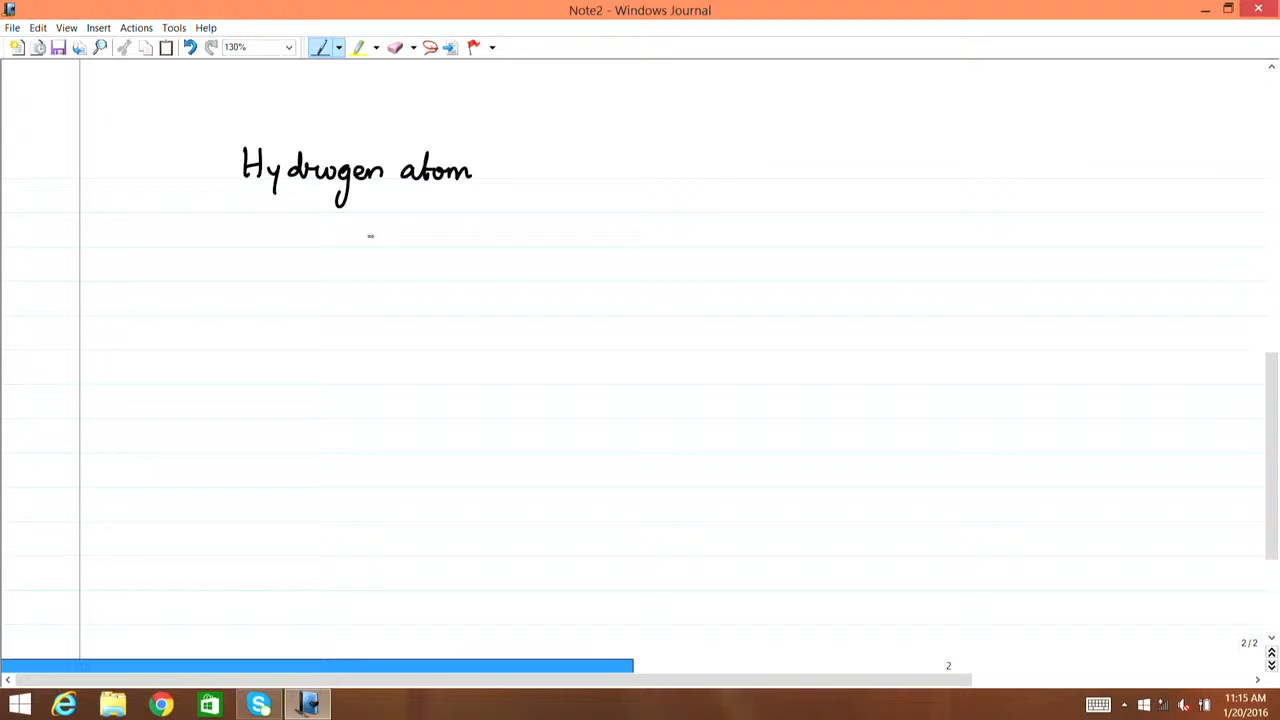 Note2 - Windows Journal
File Edit View Insert Actions Tools Help
130%
Hydrogen atom
2 / 2
2
11:15 AM
1/20/2016